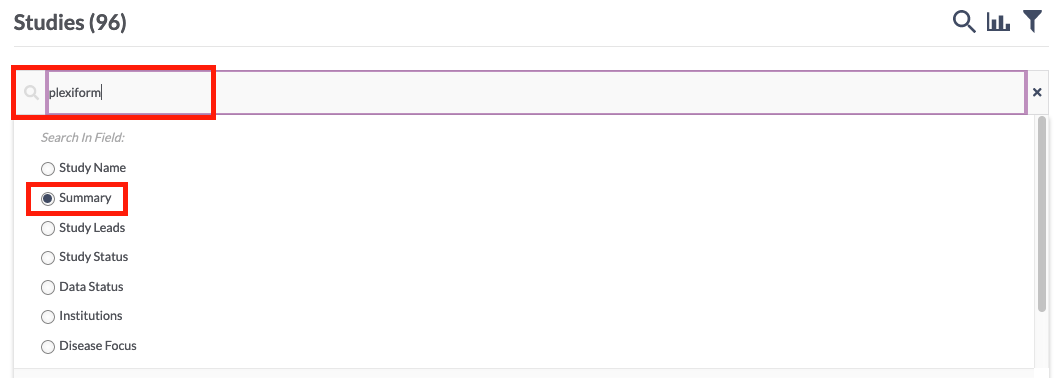 Studies (96)
plexiform
Search In Field:
Study Name
Summary
Study Leads
Study Status
Data Status
Institutions
Disease Focus